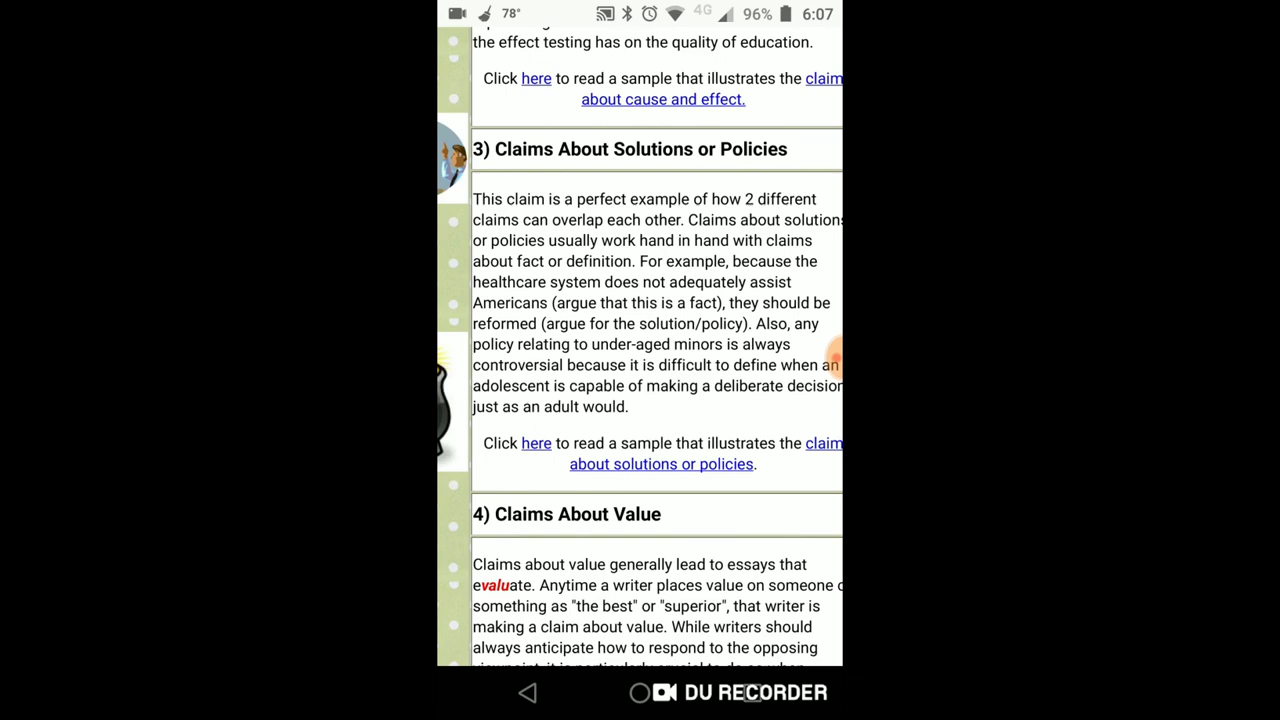 78°
4G
96%
6:07
the effect testing has on the quality of education.
Click here to read a sample that illustrates the claim
about cause and effect.
3) Claims About Solutions or Policies
This claim is a perfect example of how 2 different
claims can overlap each other. Claims about solutions
or policies usually work hand in hand with claims
about fact or definition. For example, because the
healthcare system does not adequately assist
Americans (argue that this is a fact), they should be
reformed (argue for the solution/policy). Also, any
policy relating to under-aged minors is always
controversial because it is difficult to define when an
adolescent is capable of making a deliberate decision
just as an adult would.
Click here to read a sample that illustrates the claim
about solutions or policies.
4) Claims About Value
Claims about value generally lead to essays that
evaluate. Anytime a writer places value on someone
something as "the best" or "superior", that writer is
making a claim about value. While writers should
always anticipate how to respond to the opposing
DU RECORDER